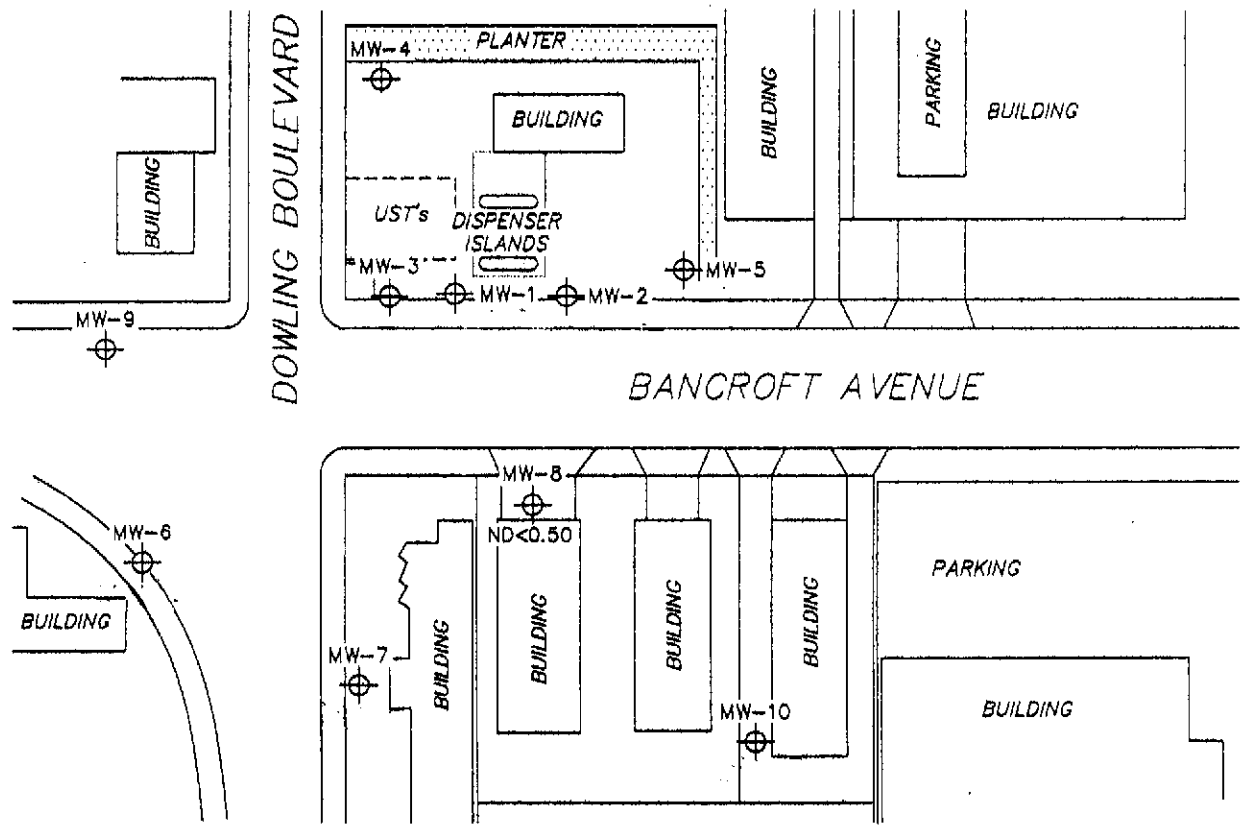 DOWLING BOULEVARD
PLANTER
MW-4
BUILDING
BUILDING
PARKING
BUILDING
BUILDING
UST's
DISPENSER
ISLANDS
MW-3
MW-1
MW-2
MW-5
MW-9
BANCROFT AVENUE
MW-8
ND<0.50
MW-6
BUILDING
MW-7
BUILDING
BUILDING
BUILDING
BUILDING
MW-10
PARKING
BUILDING